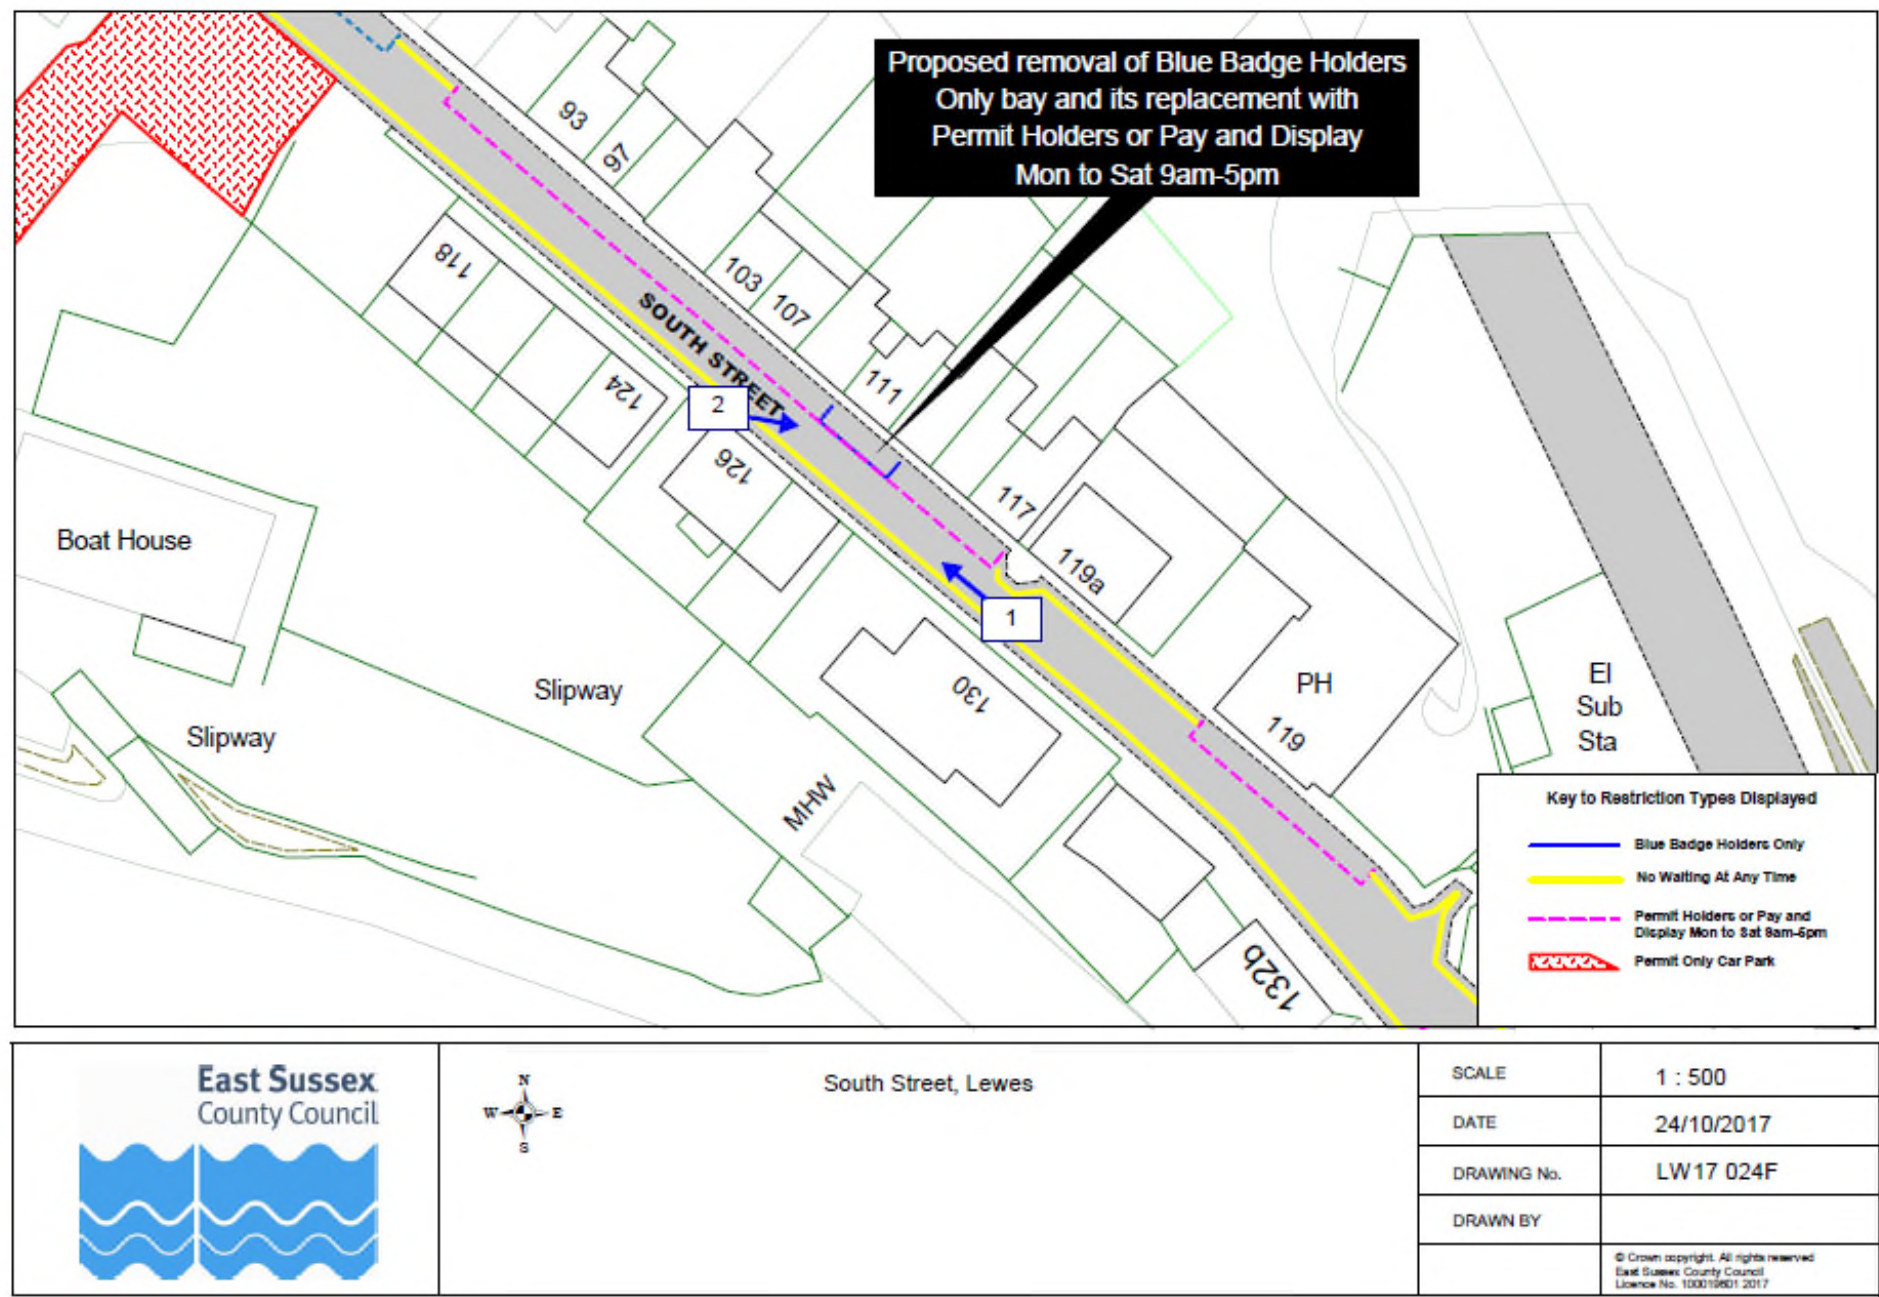 Proposed removal of Blue Badge Holders
Only bay and its replacement with
Permit Holders or Pay and Display
Mon to Sat 9am-5pm
93
97
103
107
111
117
119a
119
PH
118
124
126
130
132b
SOUTH STREET
2
1
Boat House
Slipway
Slipway
MHW
El
Sub
Sta
Key to Restriction Types Displayed
Blue Badge Holders Only
No Waiting At Any Time
Permit Holders or Pay and
Display Mon to Sat 9am-5pm
Permit Only Car Park
East Sussex
County Council
N
W E
S
South Street, Lewes
SCALE 1 : 500
DATE 24/10/2017
DRAWING No. LW17 024F
DRAWN BY
© Crown copyright. All rights reserved
East Sussex County Council
Licence No. 100019601 2017